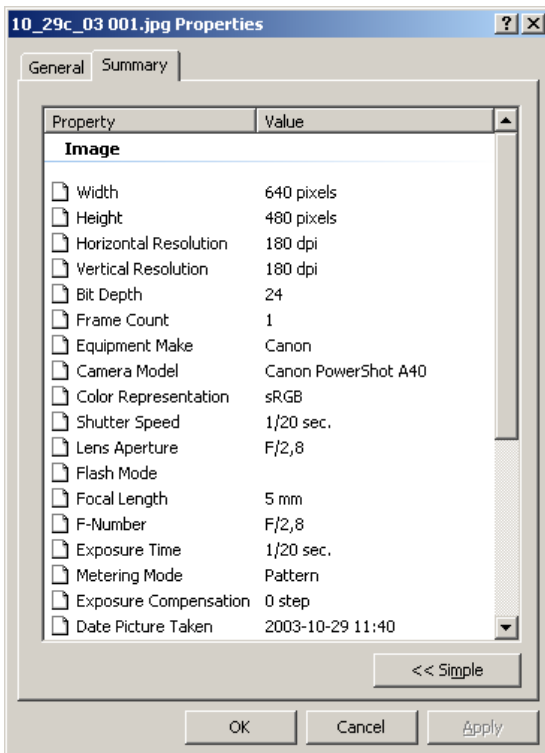 10_29c_03 001.jpg Properties
General Summary
Property Value
Image
Width 640 pixels
Height 480 pixels
Horizontal Resolution 180 dpi
Vertical Resolution 180 dpi
Bit Depth 24
Frame Count 1
Equipment Make Canon
Camera Model Canon PowerShot A40
Color Representation sRGB
Shutter Speed 1/20 sec.
Lens Aperture F/2,8
Flash Mode
Focal Length 5 mm
F-Number F/2,8
Exposure Time 1/20 sec.
Metering Mode Pattern
Exposure Compensation 0 step
Date Picture Taken 2003-10-29 11:40
<< Simple
OK Cancel Apply